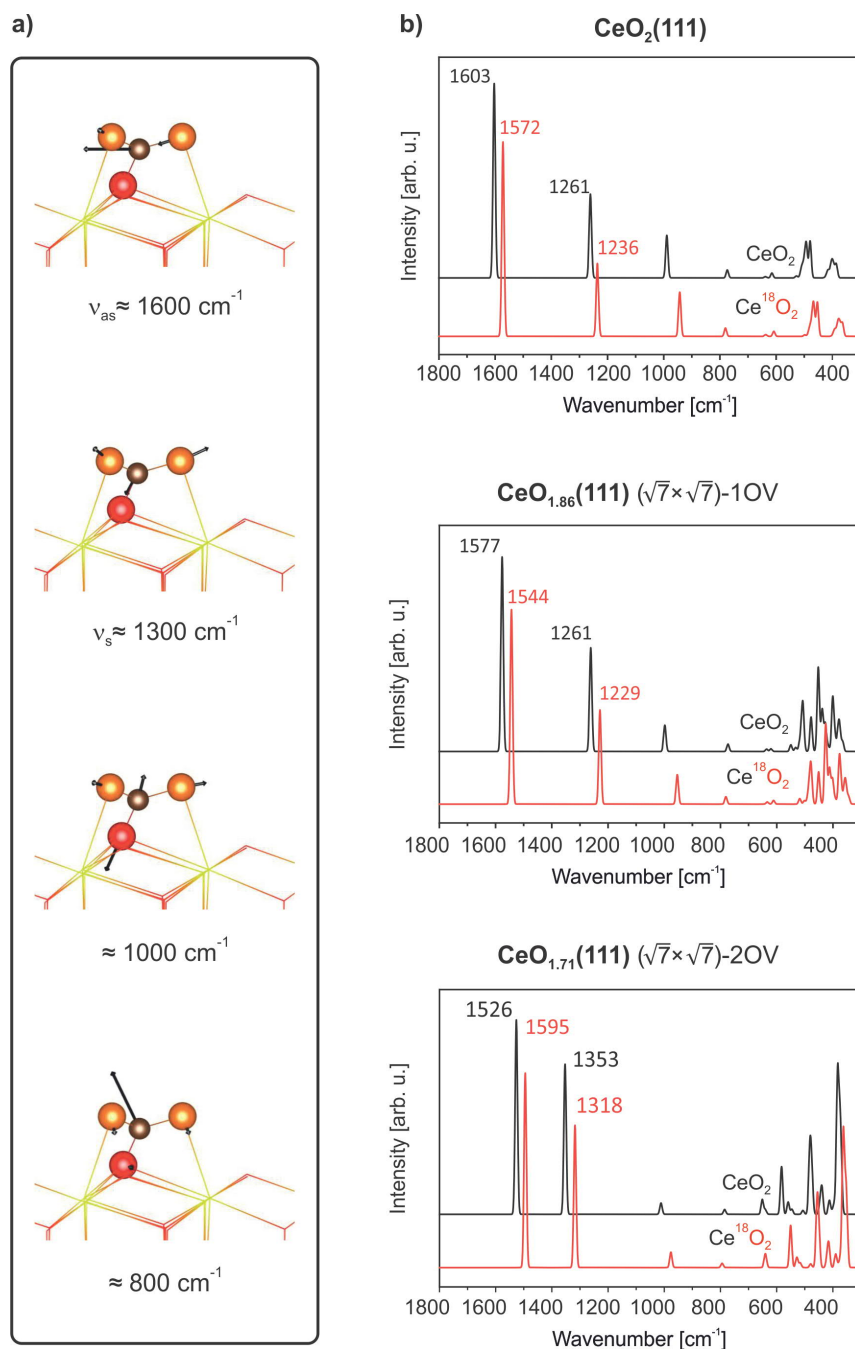 a)
νas≈ 1600 cm-1
νs≈ 1300 cm-1
≈ 1000 cm-1
≈ 800 cm-1
b)
CeO2(111)
1603
1572
1261
1236
CeO2
Ce18O2
Intensity [arb. u.]
1800 1600 1400 1200 1000 800 600 400
Wavenumber [cm-1]
CeO1.86(111) (√7×√7)-1OV
1577
1544
1261
1229
CeO2
Ce18O2
Intensity [arb. u.]
1800 1600 1400 1200 1000 800 600 400
Wavenumber [cm-1]
CeO1.71(111) (√7×√7)-2OV
1526
1595
1353
1318
CeO2
Ce18O2
Intensity [arb. u.]
1800 1600 1400 1200 1000 800 600 400
Wavenumber [cm-1]